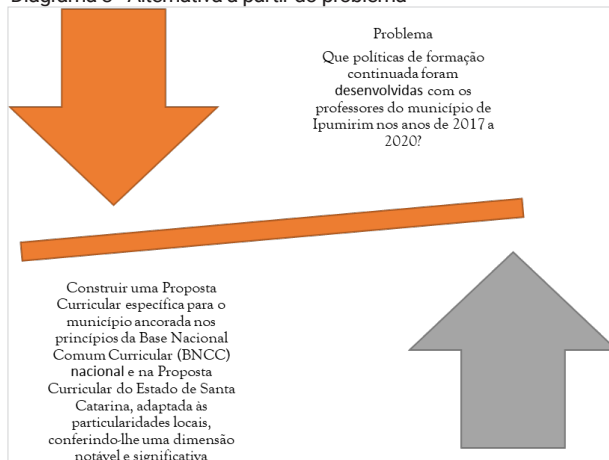 Diagrama 3 - Alternativa a partir do problema
Problema
Que políticas de formação
continuada foram
desenvolvidas com os
professores do município de
Ipumirim nos anos de 2017 a
2020?
Construir uma Proposta
Curricular específica para o
município ancorada nos
princípios da Base Nacional
Comum Curricular (BNCC)
nacional e na Proposta
Curricular do Estado de Santa
Catarina, adaptada às
particularidades locais,
conferindo-lhe uma dimensão
notável e significativa